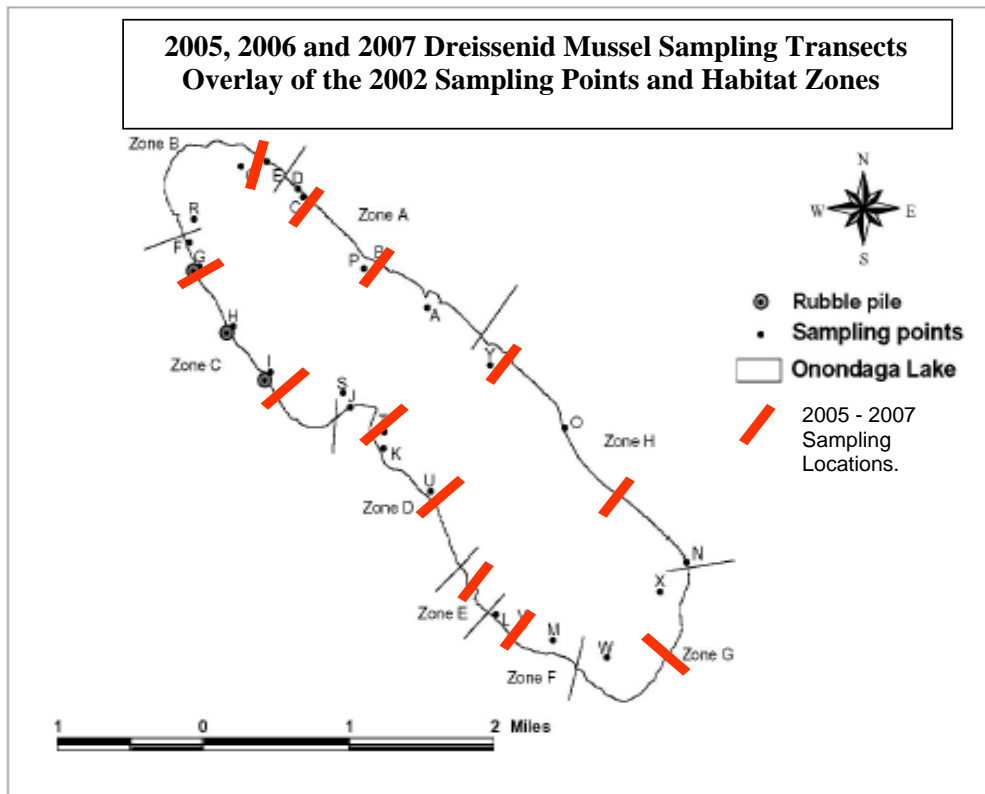 2005, 2006 and 2007 Dreissenid Mussel Sampling Transects
Overlay of the 2002 Sampling Points and Habitat Zones
Zone B
E
D
C
R
F
G
Zone A
B
P
A
N
W
E
S
Rubble pile
Sampling points
Onondaga Lake
2005 - 2007
Sampling
Locations.
H
Zone C
I
S
J
Y
O
Zone H
K
U
Zone D
N
X
Zone E
L
V
M
W
Zone G
Zone F
1
0
1
2 Miles